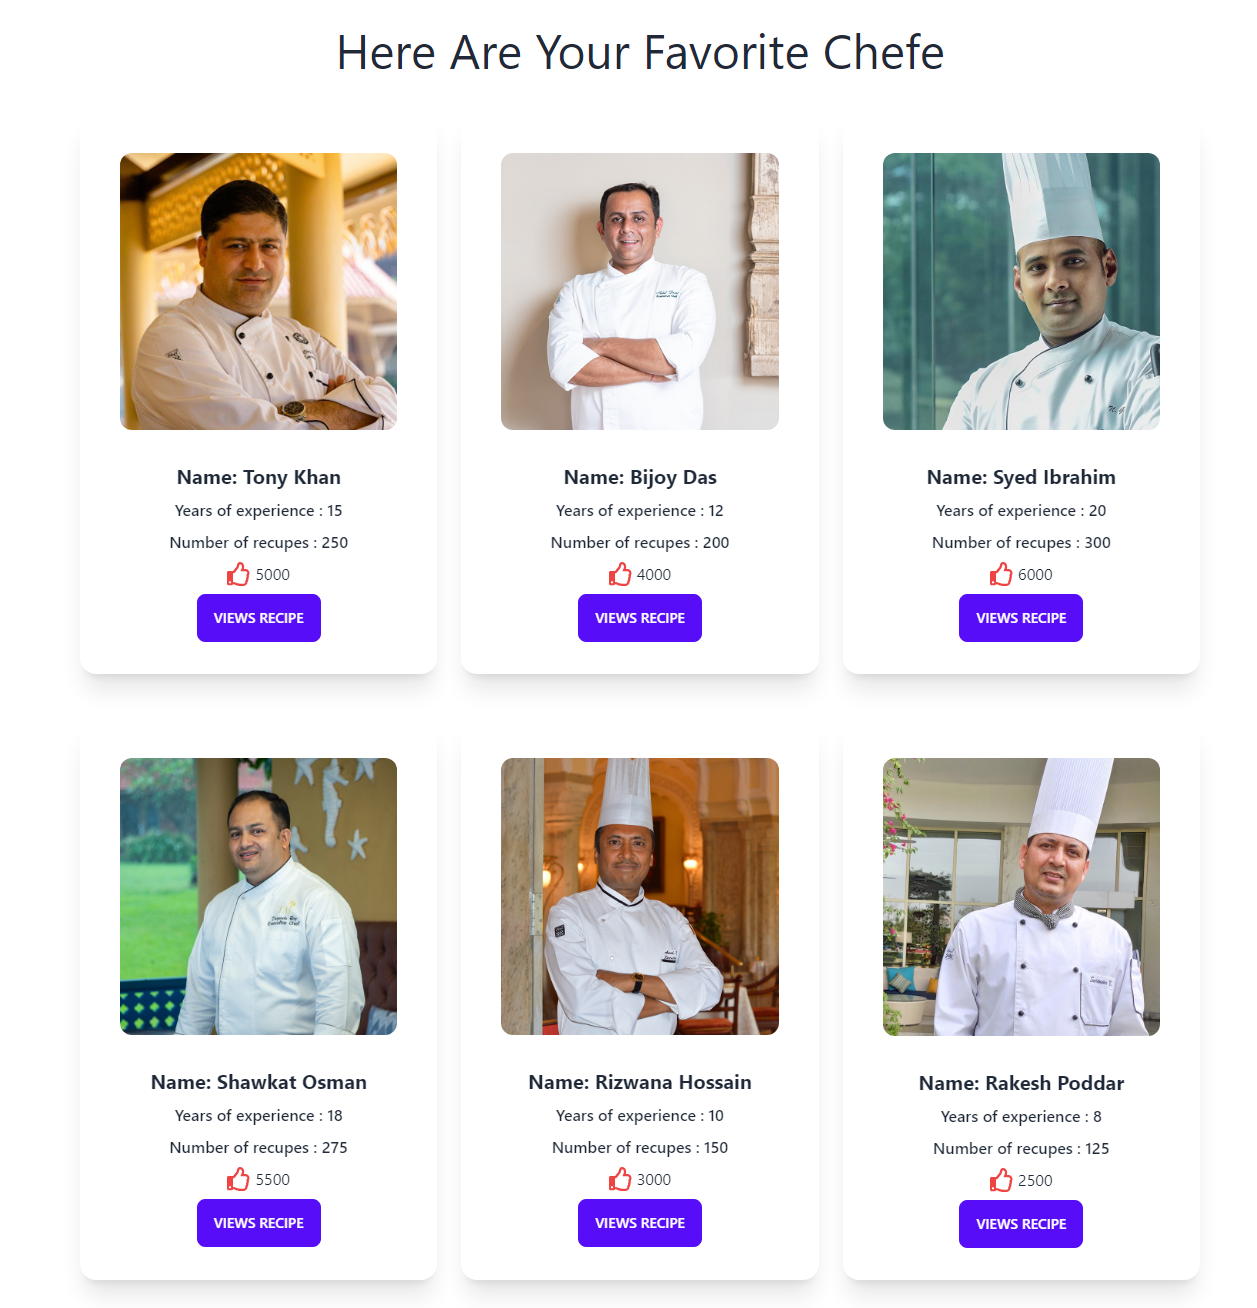 Here Are Your Favorite Chefe
Name: Tony Khan
Years of experience : 15
Number of recupes : 250
5000
VIEWS RECIPE
Name: Bijoy Das
Years of experience : 12
Number of recupes : 200
4000
VIEWS RECIPE
Name: Syed Ibrahim
Years of experience : 20
Number of recupes : 300
6000
VIEWS RECIPE
Name: Shawkat Osman
Years of experience : 18
Number of recupes : 275
5500
VIEWS RECIPE
Name: Rizwana Hossain
Years of experience : 10
Number of recupes : 150
3000
VIEWS RECIPE
Name: Rakesh Poddar
Years of experience : 8
Number of recupes : 125
2500
VIEWS RECIPE